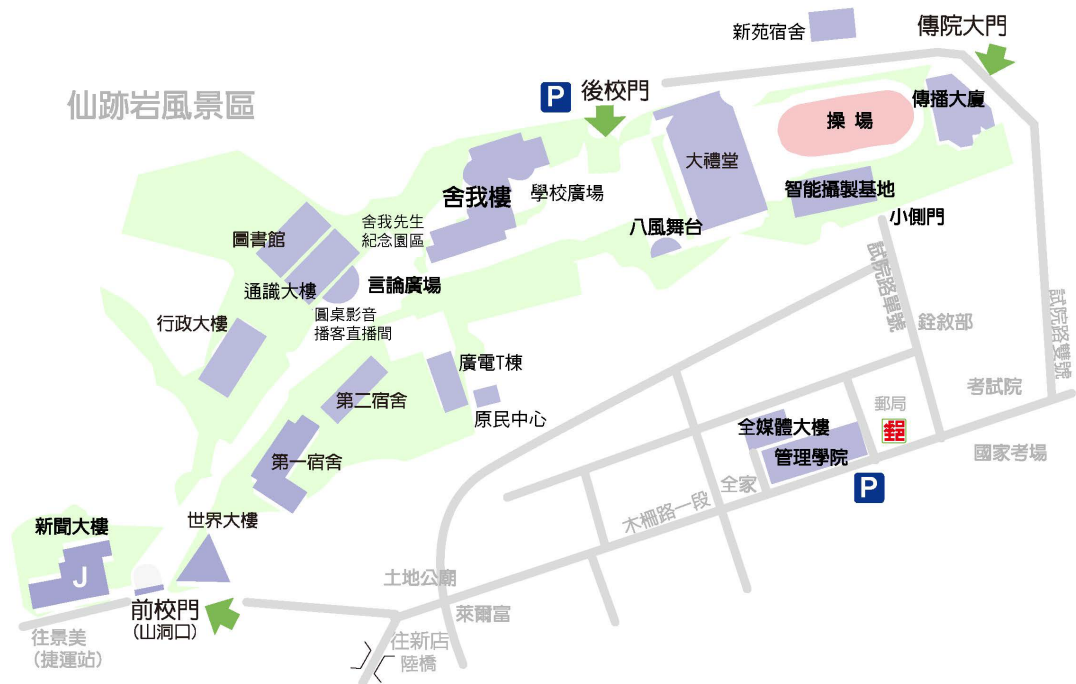 新苑宿舍
傳院大門
仙跡岩風景區
P
後校門
傳播大廈
操 場
大禮堂
舍我樓
學校廣場
智能攝製基地
小側門
舍我先生
紀念園區
八風舞台
圖書館
通識大樓
言論廣場
圓桌影音
播客直播間
行政大樓
試院路單號
試院路雙號
銓敘部
廣電T棟
第二宿舍
原民中心
考試院
郵局
郵
全媒體大樓
管理學院
國家考場
第一宿舍
全家
P
木柵路一段
世界大樓
新聞大樓
J
土地公廟
前校門
(山洞口)
萊爾富
往景美
(捷運站)
往新店
陸橋